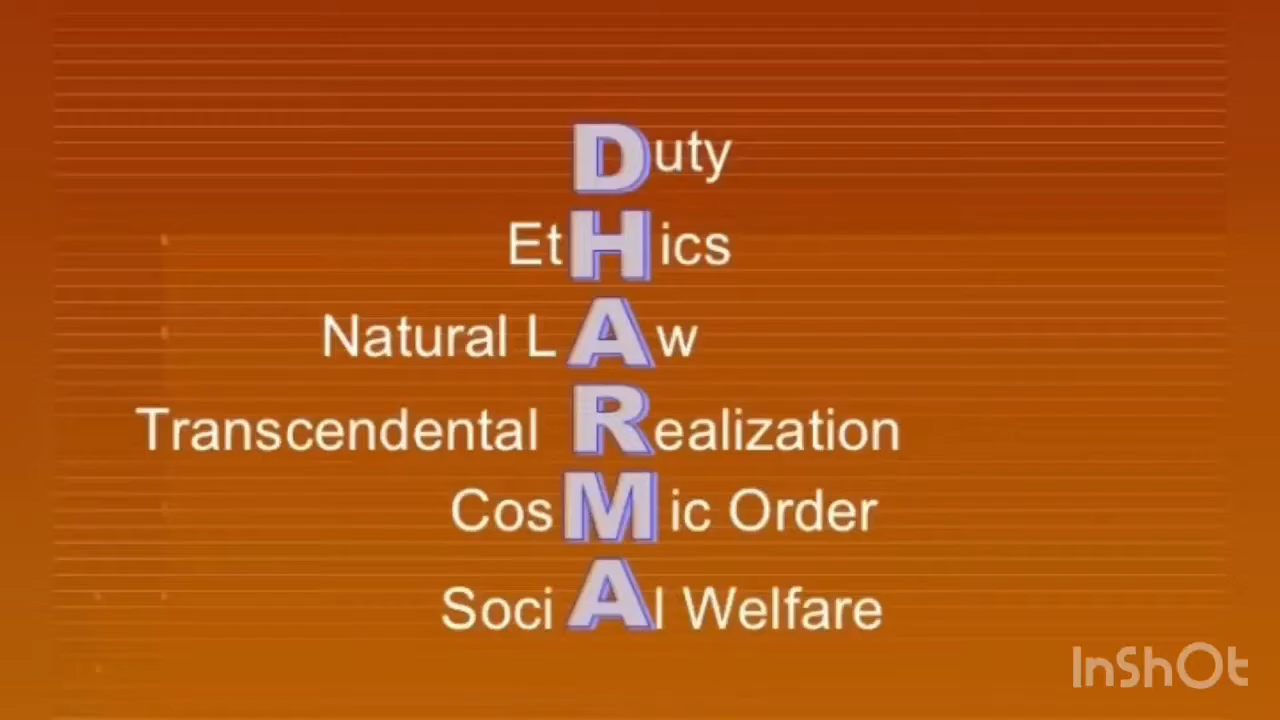 Duty
EtHics
Natural LAw
Transcendental Realization
CosMic Order
SociAl Welfare
InShOt